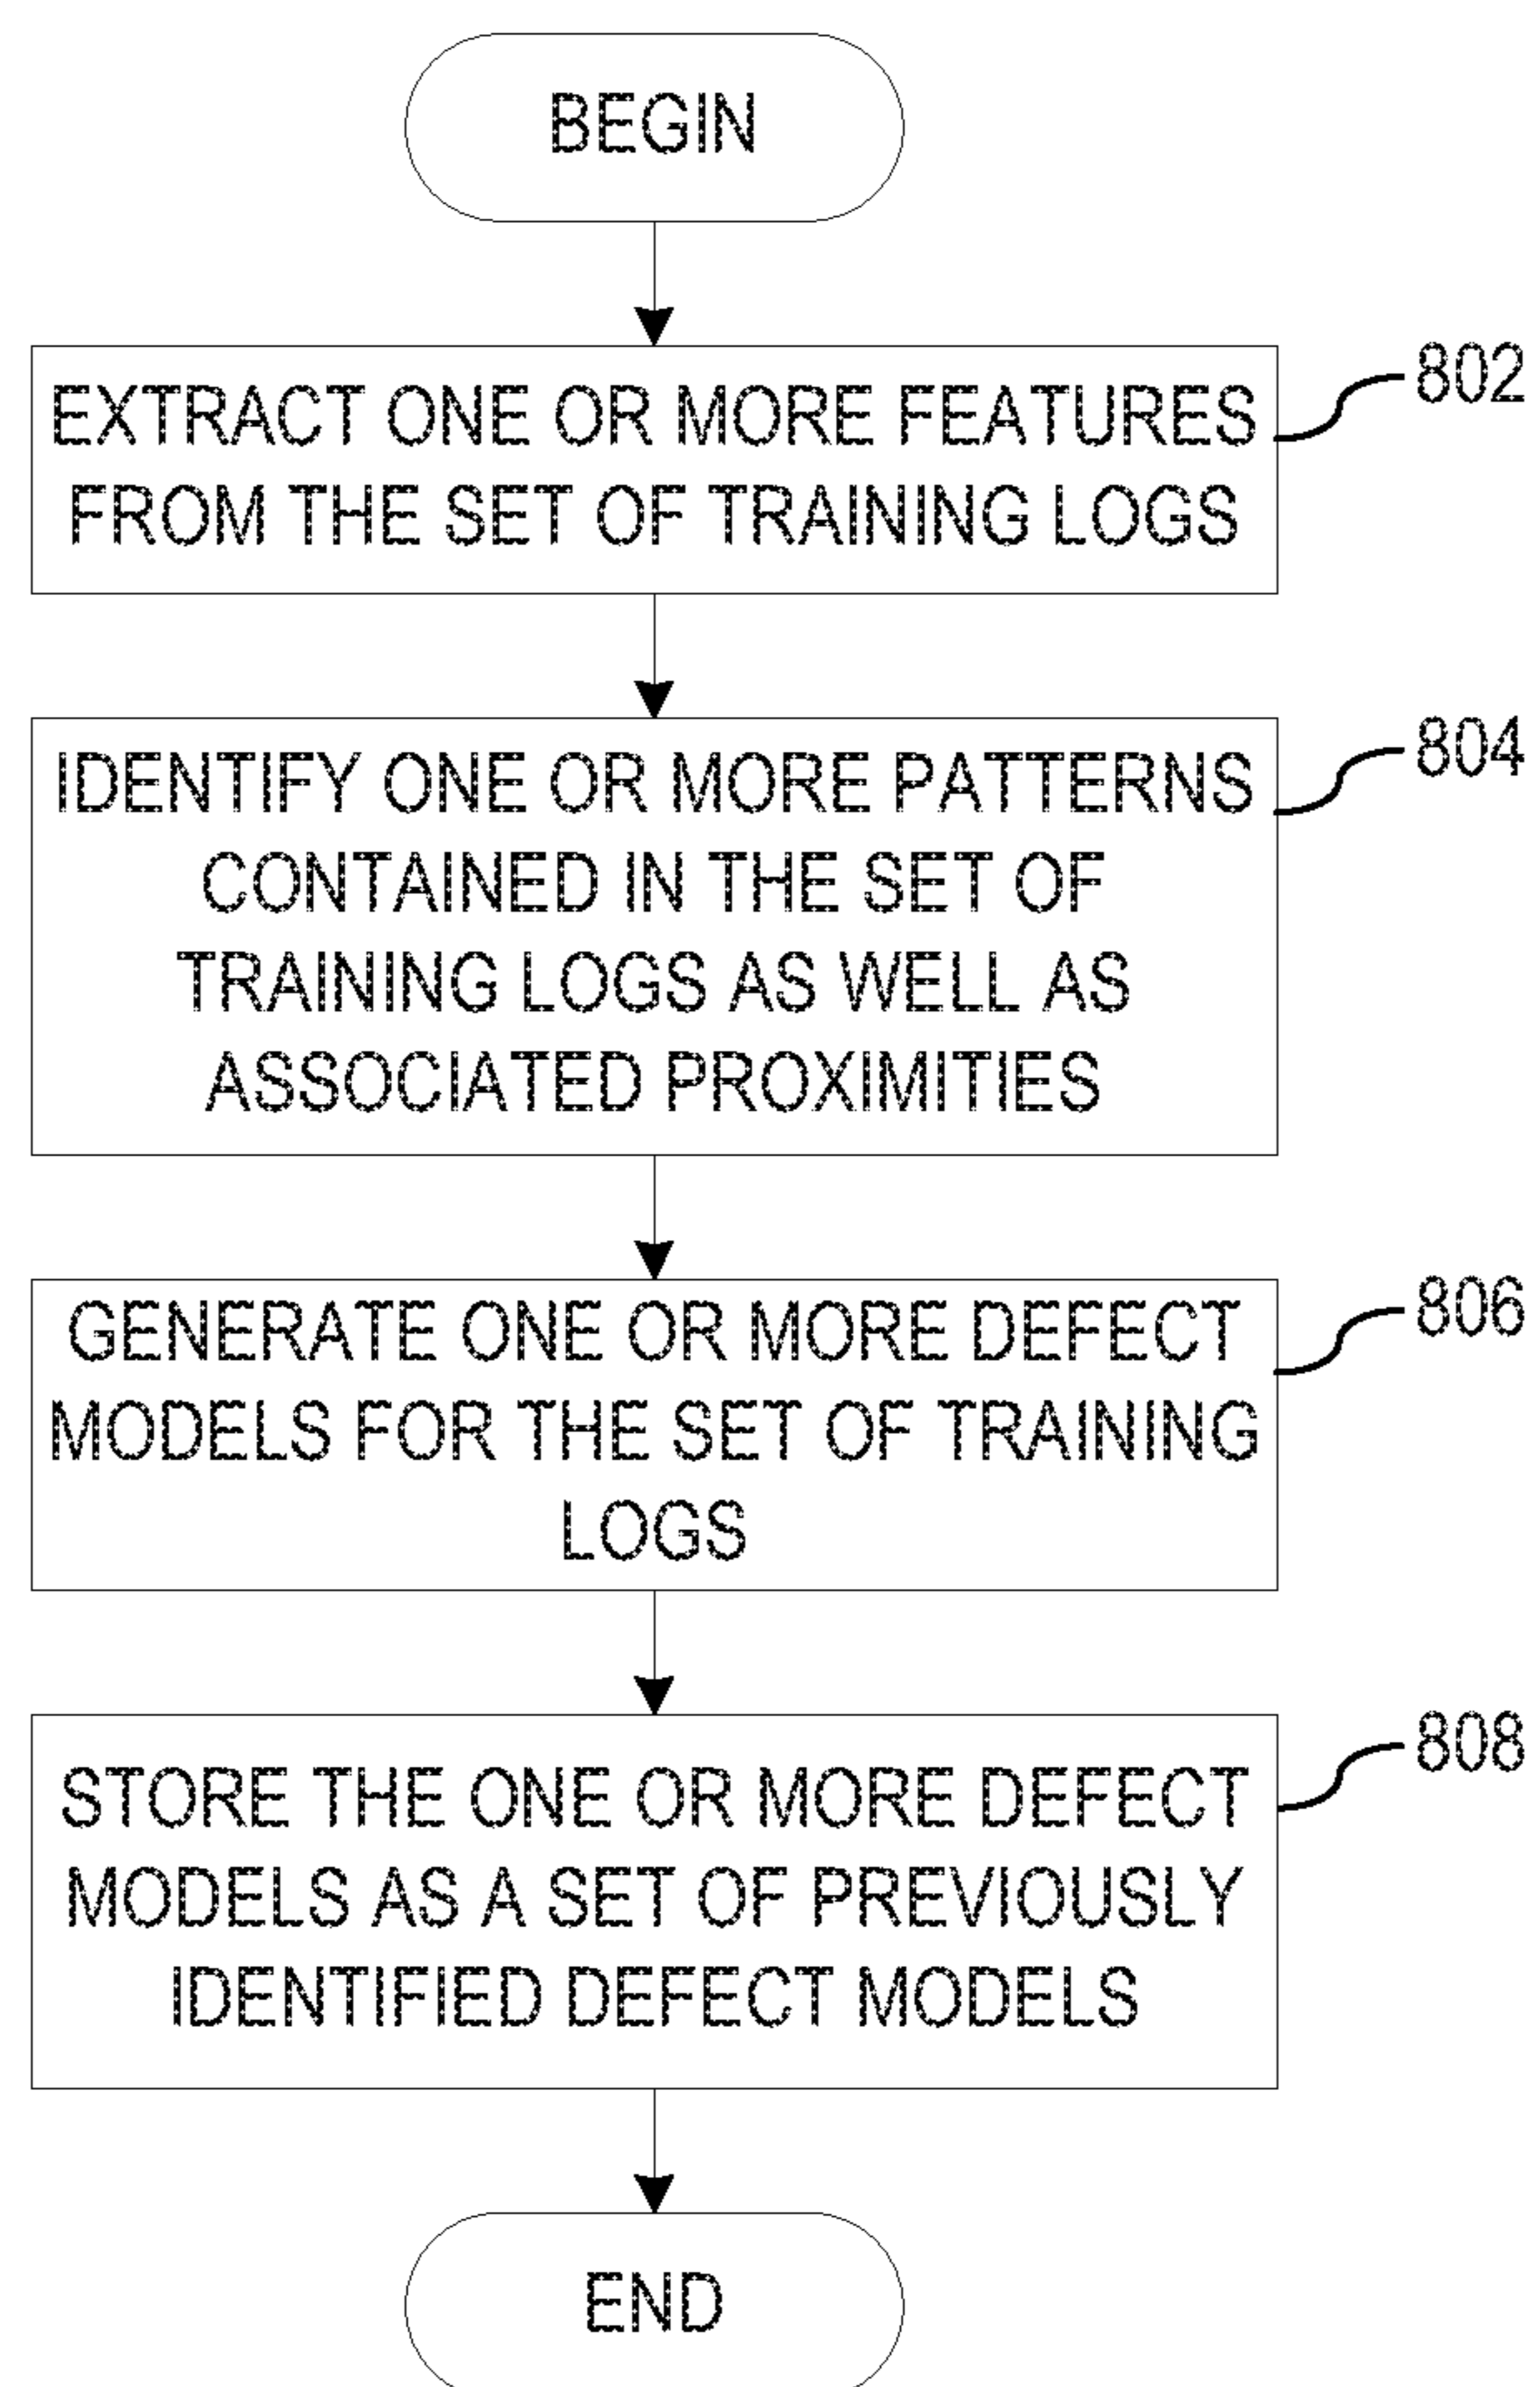 BEGIN
EXTRACT ONE OR MORE FEATURES
FROM THE SET OF TRAINING LOGS
802
IDENTIFY ONE OR MORE PATTERNS
CONTAINED IN THE SET OF
TRAINING LOGS AS WELL AS
ASSOCIATED PROXIMITIES
804
GENERATE ONE OR MORE DEFECT
MODELS FOR THE SET OF TRAINING
LOGS
806
STORE THE ONE OR MORE DEFECT
MODELS AS A SET OF PREVIOUSLY
IDENTIFIED DEFECT MODELS
808
END